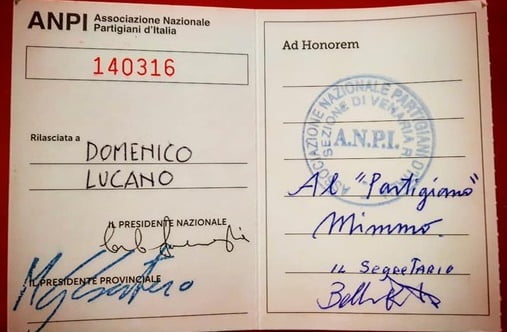 ANPI Associazione Nazionale
Partigiani d'Italia
140316
Rilasciata a
DOMENICO
LUCANO
IL PRESIDENTE NAZIONALE
IL PRESIDENTE PROVINCIALE
Ad Honorem
ASSOCIAZIONE NAZIONALE PARTIGIANI
SEZIONE DI VENARIA
A.N.P.I.
Al "Partigiano"
Mimmo.
IL SEGRETARIO